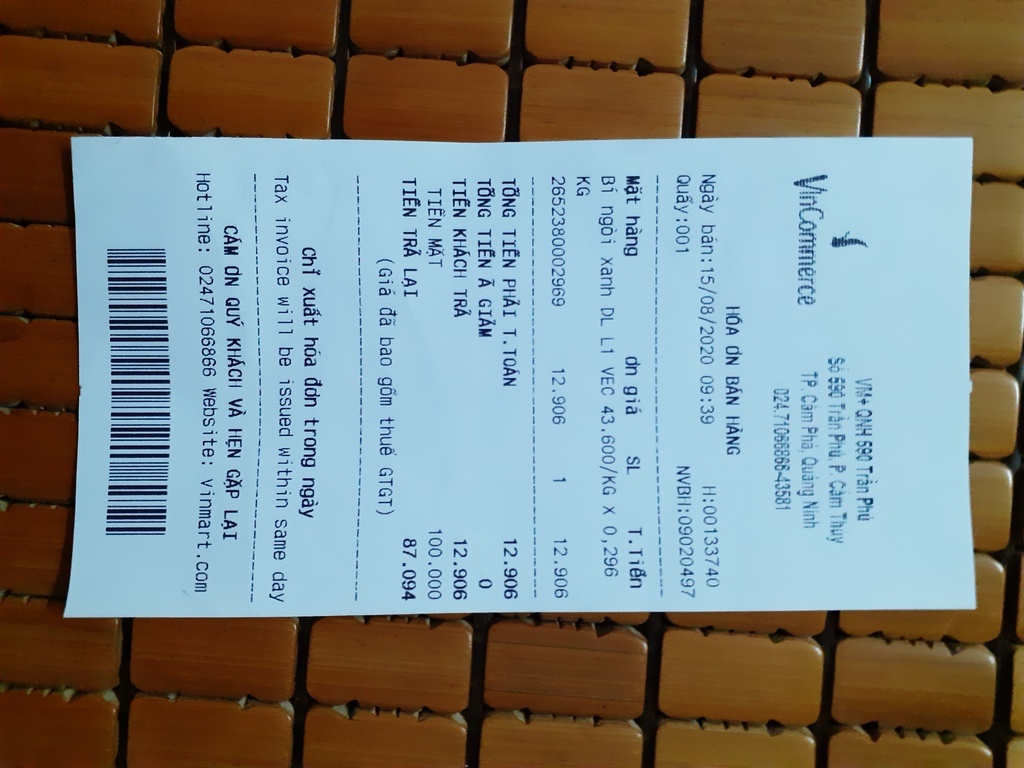 VinCommerce
VM+ QNH 590 Trần Phú
Số 590 Trần Phú, P. Cẩm Thủy
TP. Cẩm Phả, Quảng Ninh
024.71066866-43581
HÓA ĐN BÁN HÀNG
Ngày bán:15/08/2020 09:39 H:00133740
Quầy:001 NVBH:09020497
Mặt hàng đn giá SL T.Tiền
Bí ngòi xanh DL L1 VEC 43.600/KG X 0,296
KG
2652380002969 12.906 1 12.906
TỔNG TIỀN PHẢI T.TOÁN 12.906
TỔNG TIỀN Ã GIẢM 0
TIỀN KHÁCH TRẢ 12.906
TIỀN MẶT 100.000
TIỀN TRẢ LẠI 87.094
(Giá đã bao gồm thuế GTGT)
Chỉ xuất hóa đơn trong ngày
Tax invoice will be issued within same day
CẢM ƠN QUÝ KHÁCH VÀ HẸN GẶP LẠI
Hotline: 02471066866 Website: Vinmart.com